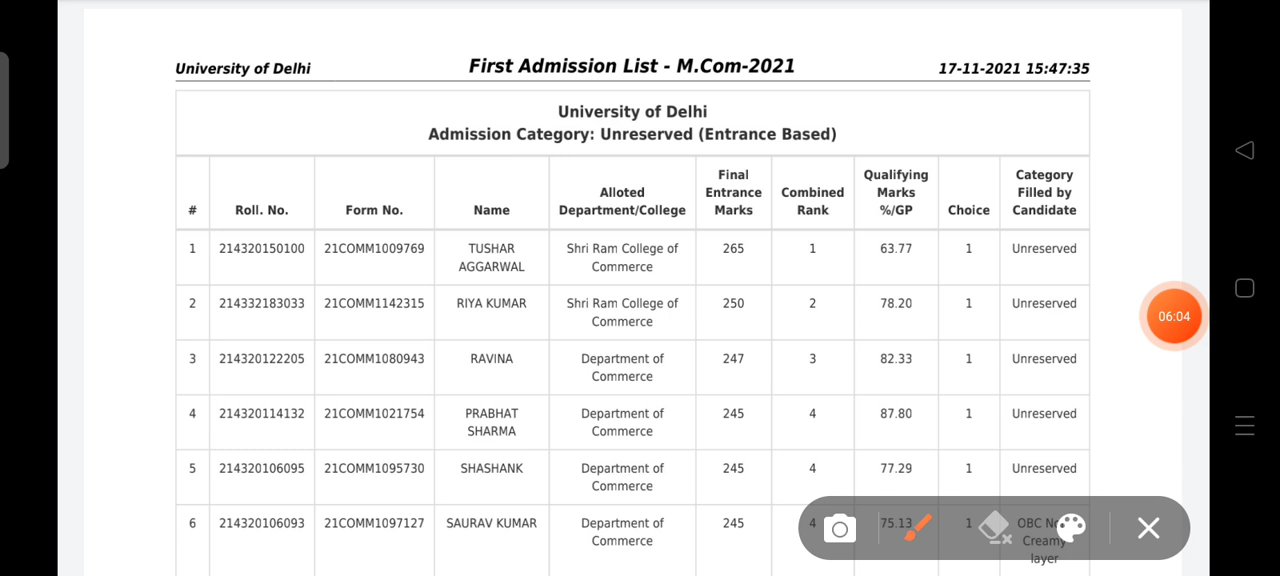 University of Delhi First Admission List - M.Com-2021 17-11-2021 15:47:35
University of Delhi
Admission Category: Unreserved (Entrance Based)
# Roll. No. Form No. Name Alloted Department/College Final Entrance Marks Combined Rank Qualifying Marks %/GP Choice Category Filled by Candidate
1 214320150100 21COMM1009769 TUSHAR AGGARWAL Shri Ram College of Commerce 265 1 63.77 1 Unreserved
2 214332183033 21COMM1142315 RIYA KUMAR Shri Ram College of Commerce 250 2 78.20 1 Unreserved
3 214320122205 21COMM1080943 RAVINA Department of Commerce 247 3 82.33 1 Unreserved
4 214320114132 21COMM1021754 PRABHAT SHARMA Department of Commerce 245 4 87.80 1 Unreserved
5 214320106095 21COMM1095730 SHASHANK Department of Commerce 245 4 77.29 1 Unreserved
6 214320106093 21COMM1097127 SAURAV KUMAR Department of Commerce 245 4 75.13 1 OBC Creamy layer
06:04